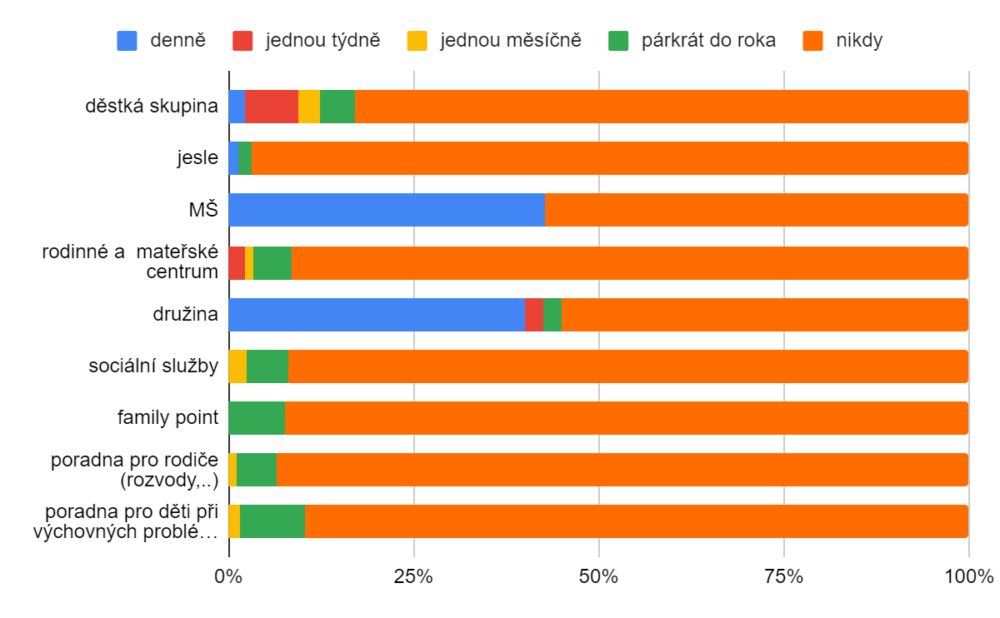 denně jednou týdně jednou měsíčně párkrát do roka nikdy
děstká skupina
jesle
MŠ
rodinné a  mateřské
centrum
družina
sociální služby
family point
poradna pro rodiče
(rozvody,..)
poradna pro děti při
výchovných problé…
0% 25% 50% 75% 100%